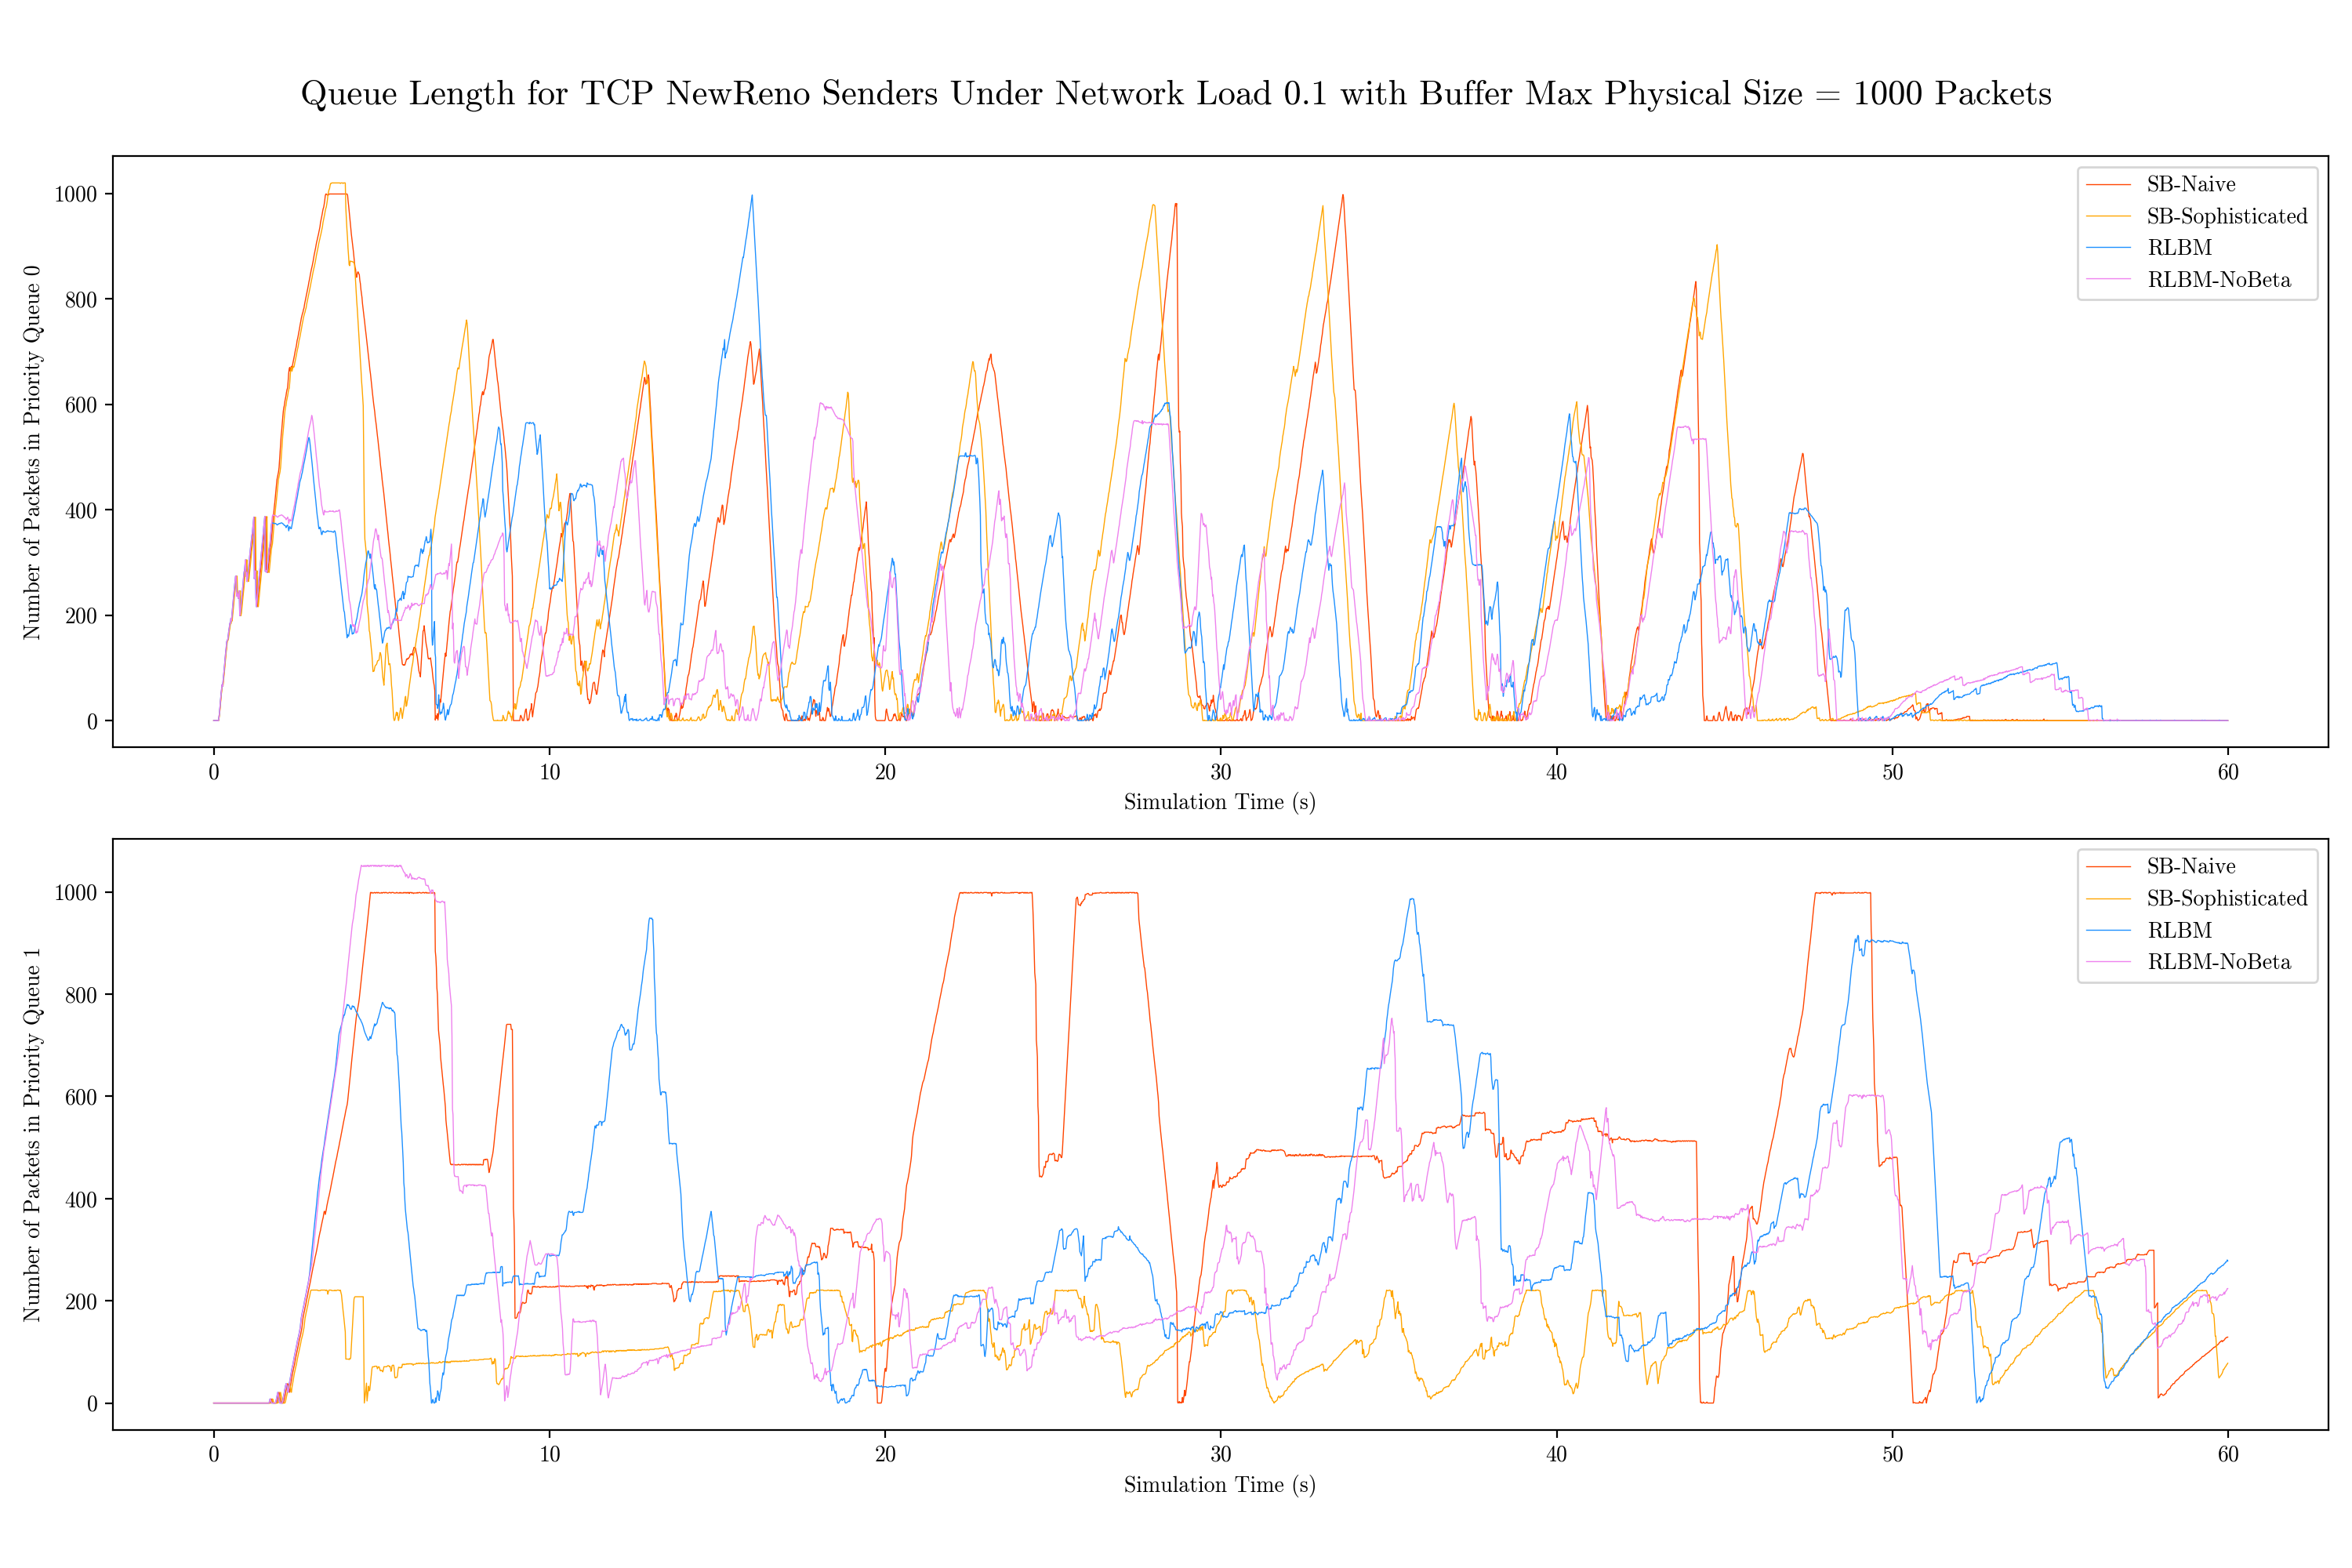 Queue Length for TCP NewReno Senders Under Network Load 0.1 with Buffer Max Physical Size = 1000 Packets
Number of Packets in Priority Queue 0
1000
800
600
400
200
0
SB-Naive
SB-Sophisticated
RLBM
RLBM-NoBeta
0 10 20 30 40 50 60
Simulation Time (s)
Number of Packets in Priority Queue 1
1000
800
600
400
200
0
SB-Naive
SB-Sophisticated
RLBM
RLBM-NoBeta
0 10 20 30 40 50 60
Simulation Time (s)